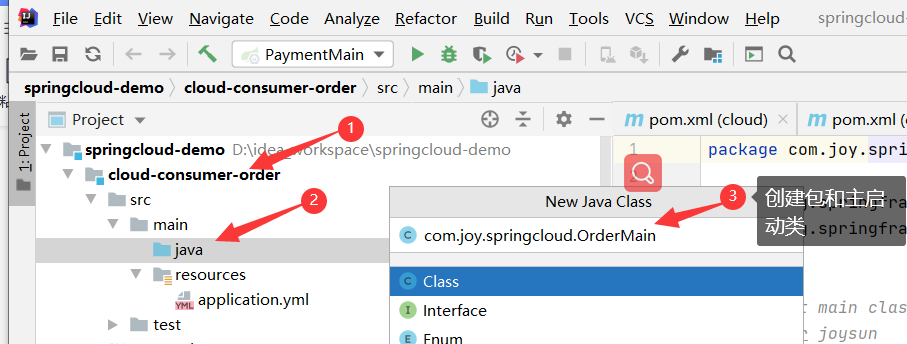 File Edit View Navigate Code Analyze Refactor Build Run Tools VCS Window Help springcloud-de
PaymentMain
springcloud-demo cloud-consumer-order src main java
1: Project
Project
m pom.xml (cloud)
m pom.xml (
springcloud-demo D:\idea_workspace\springcloud-demo
1
1
package com.joy.spri
cloud-consumer-order
src
2
3
创建包和主启动类
New Java Class
main
C com.joy.springcloud.OrderMain
java
C Class
resources
YML application.yml
I Interface
test
E Enum
main clas
joysun